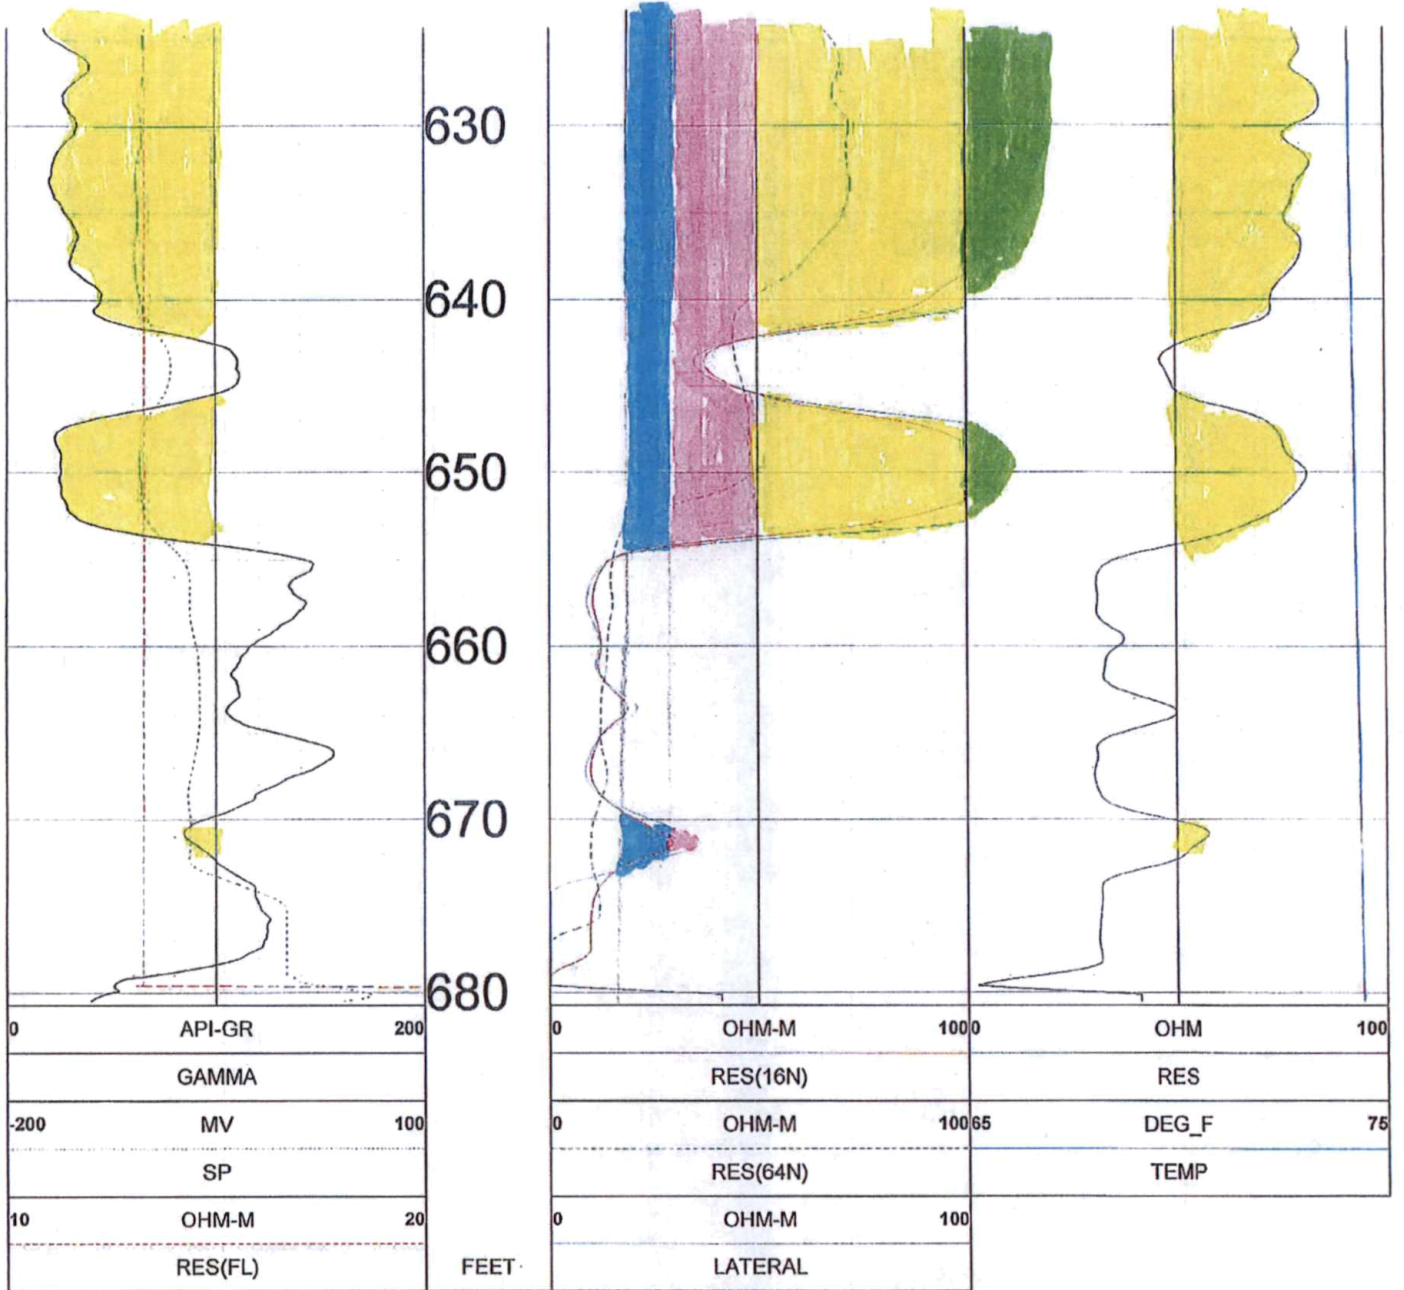 630
640
650
660
670
680
0 API-GR 200 0 OHM-M 100 0 OHM 100
GAMMA RES(16N) RES
-200 MV 100 0 OHM-M 100 65 DEG_F 75
SP RES(64N) TEMP
10 OHM-M 20 0 OHM-M 100
RES(FL) FEET LATERAL